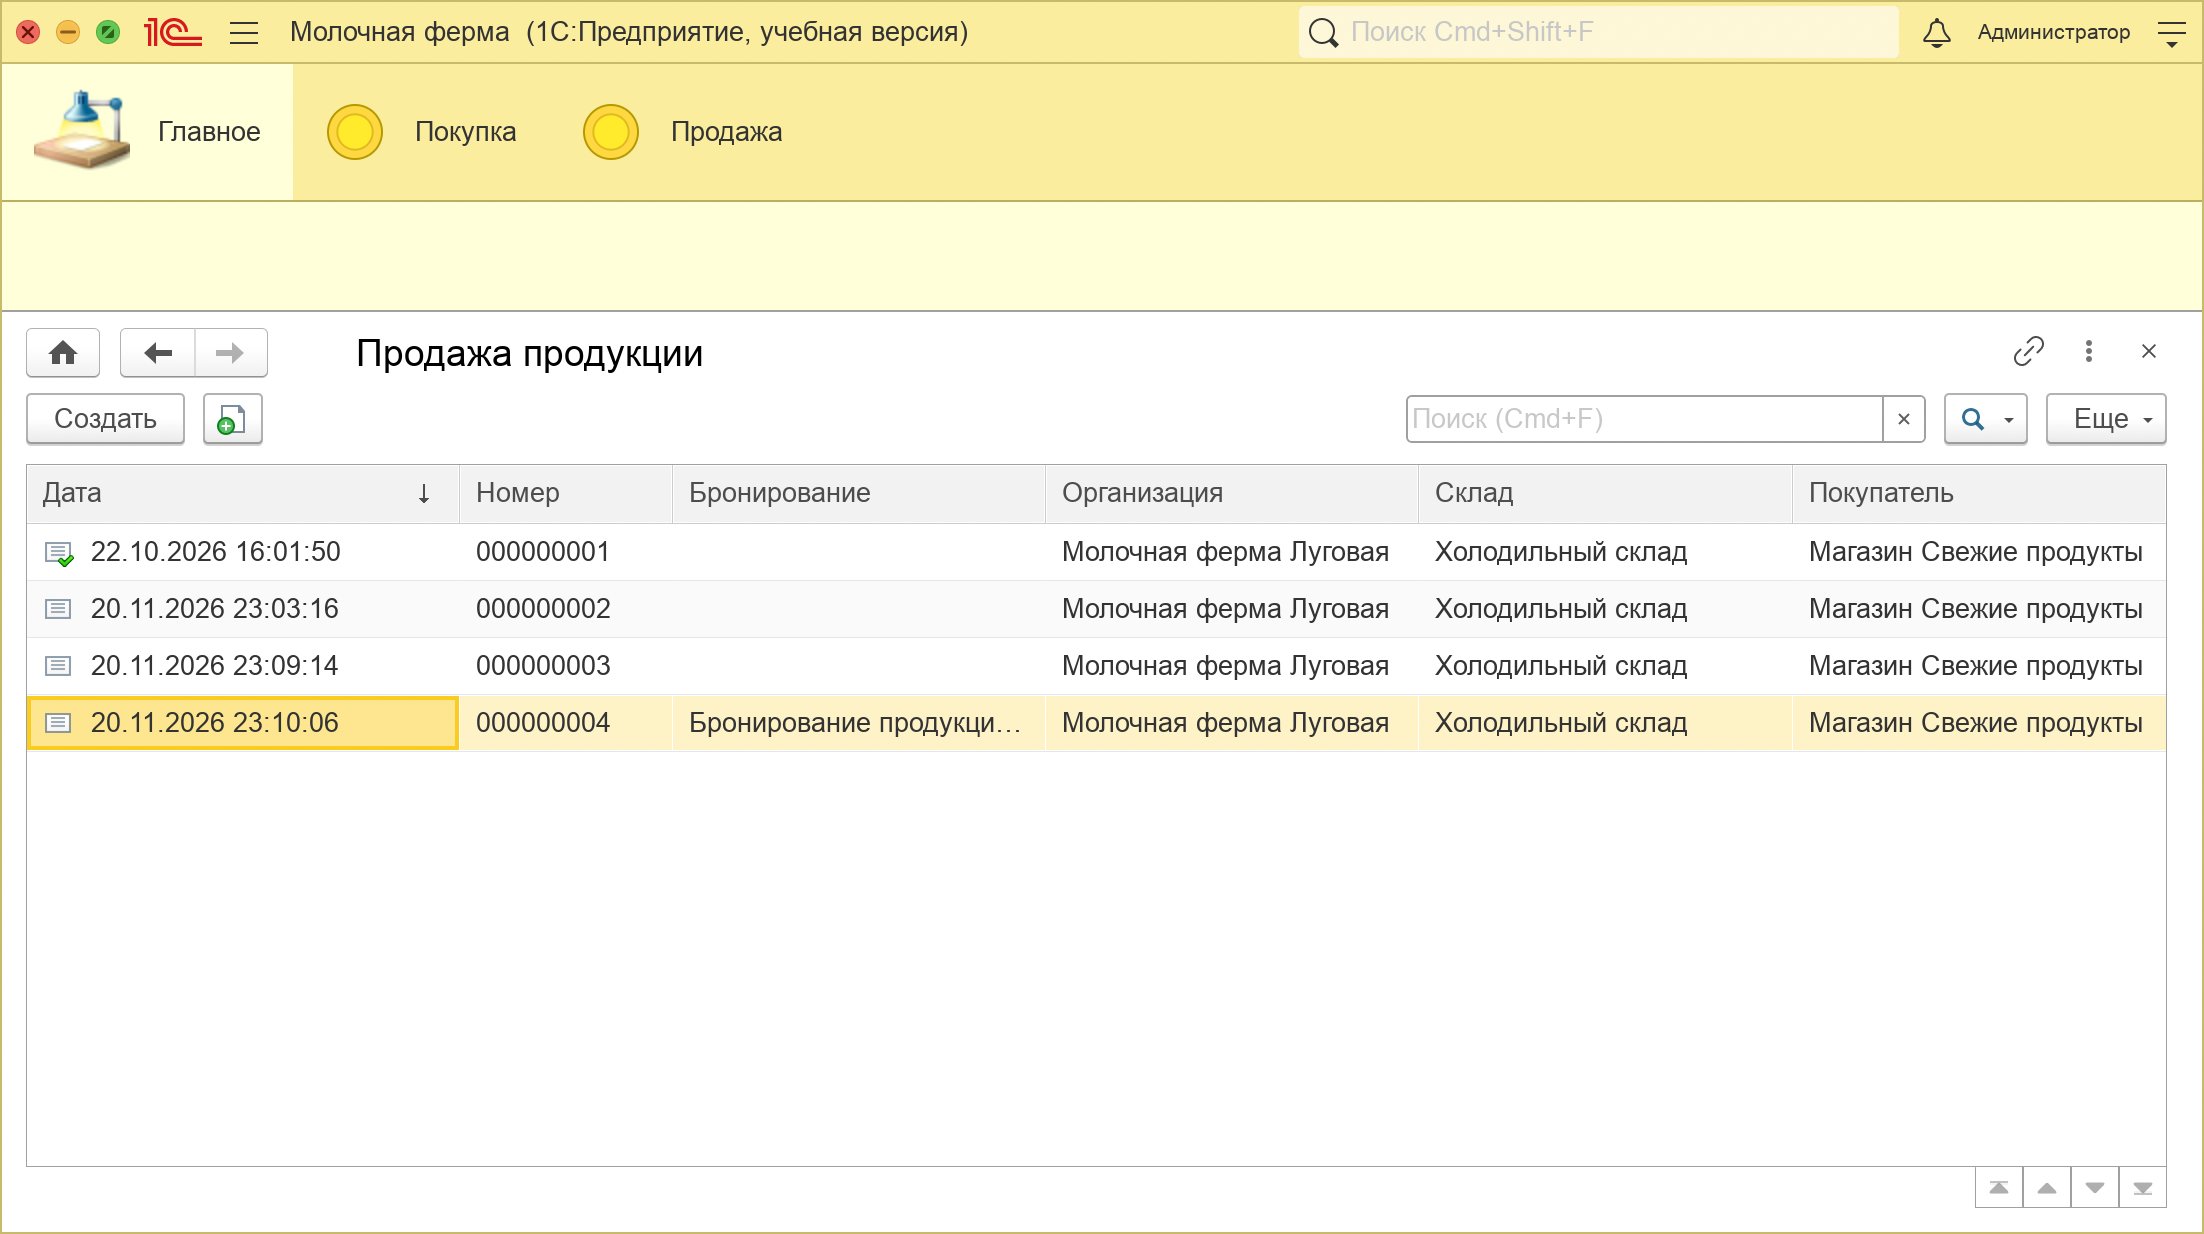 1С Молочная ферма (1С:Предприятие, учебная версия) Поиск Cmd+Shift+F Администратор
Главное Покупка Продажа
Продажа продукции
Создать Поиск (Cmd+F) × Еще
Дата ↓ Номер Бронирование Организация Склад Покупатель
22.10.2026 16:01:50 000000001 Молочная ферма Луговая Холодильный склад Магазин Свежие продукты
20.11.2026 23:03:16 000000002 Молочная ферма Луговая Холодильный склад Магазин Свежие продукты
20.11.2026 23:09:14 000000003 Молочная ферма Луговая Холодильный склад Магазин Свежие продукты
20.11.2026 23:10:06 000000004 Бронирование продукци… Молочная ферма Луговая Холодильный склад Магазин Свежие продукты